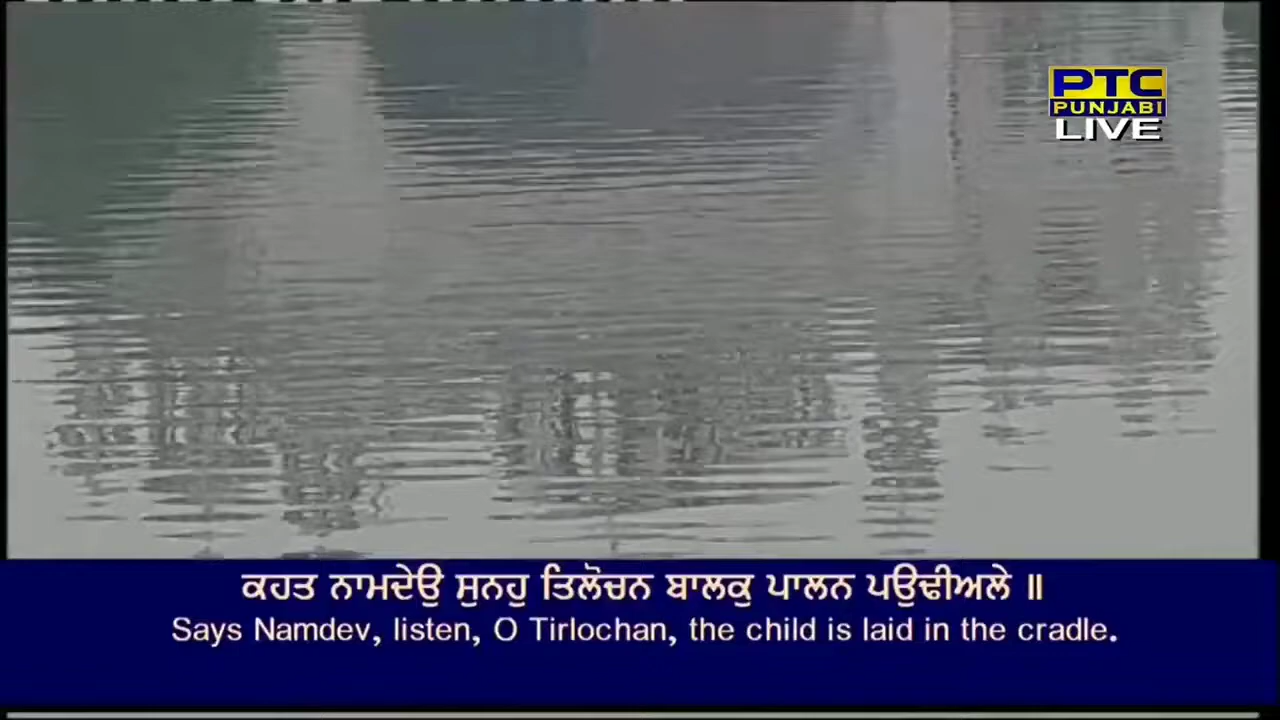 PTC
PUNJABI
LIVE
ਕਹਤ ਨਾਮਦੇਉ ਸੁਨਹੁ ਤਿਲੋਚਨ ਬਾਲਕੁ ਪਾਲਨ ਪਉਢੀਅਲੇ ॥
Says Namdev, listen, O Tirlochan, the child is laid in the cradle.